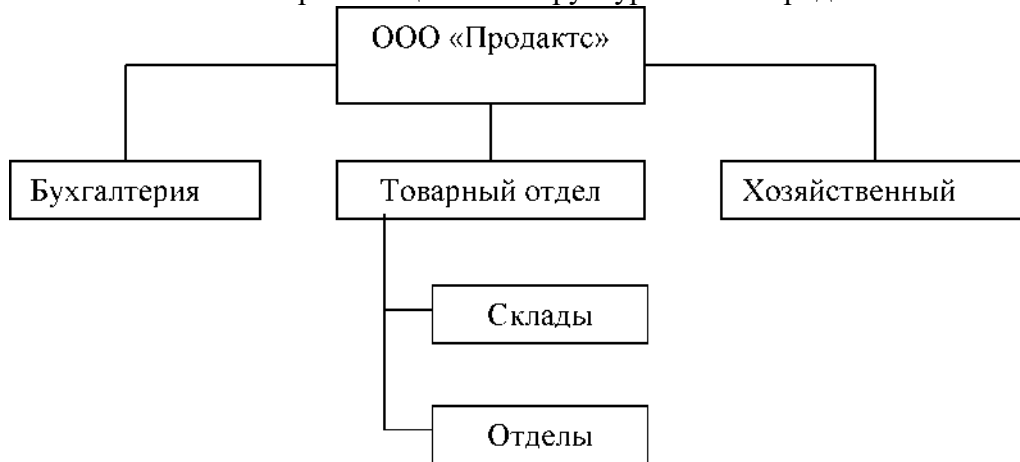 ООО «Продактс»
Бухгалтерия
Товарный отдел
Хозяйственный
Склады
Отделы